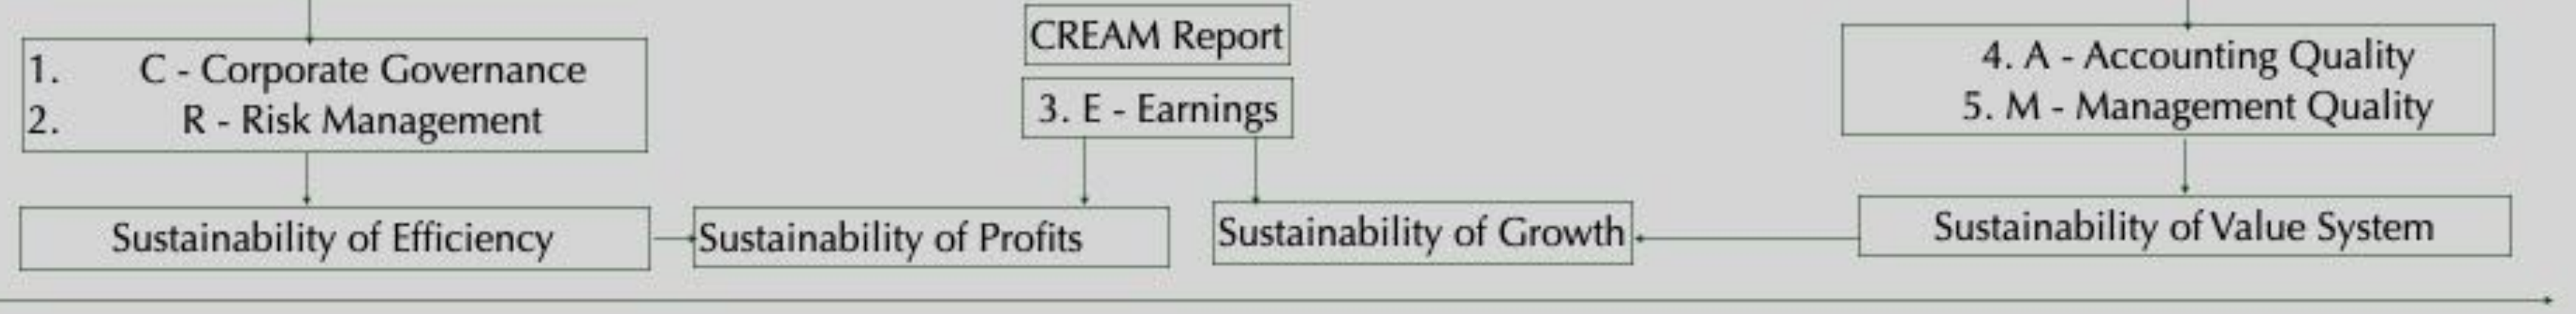 CREAM Report
1. C - Corporate Governance
2. R - Risk Management
3. E - Earnings
4. A - Accounting Quality
5. M - Management Quality
Sustainability of Efficiency
Sustainability of Profits
Sustainability of Growth
Sustainability of Value System